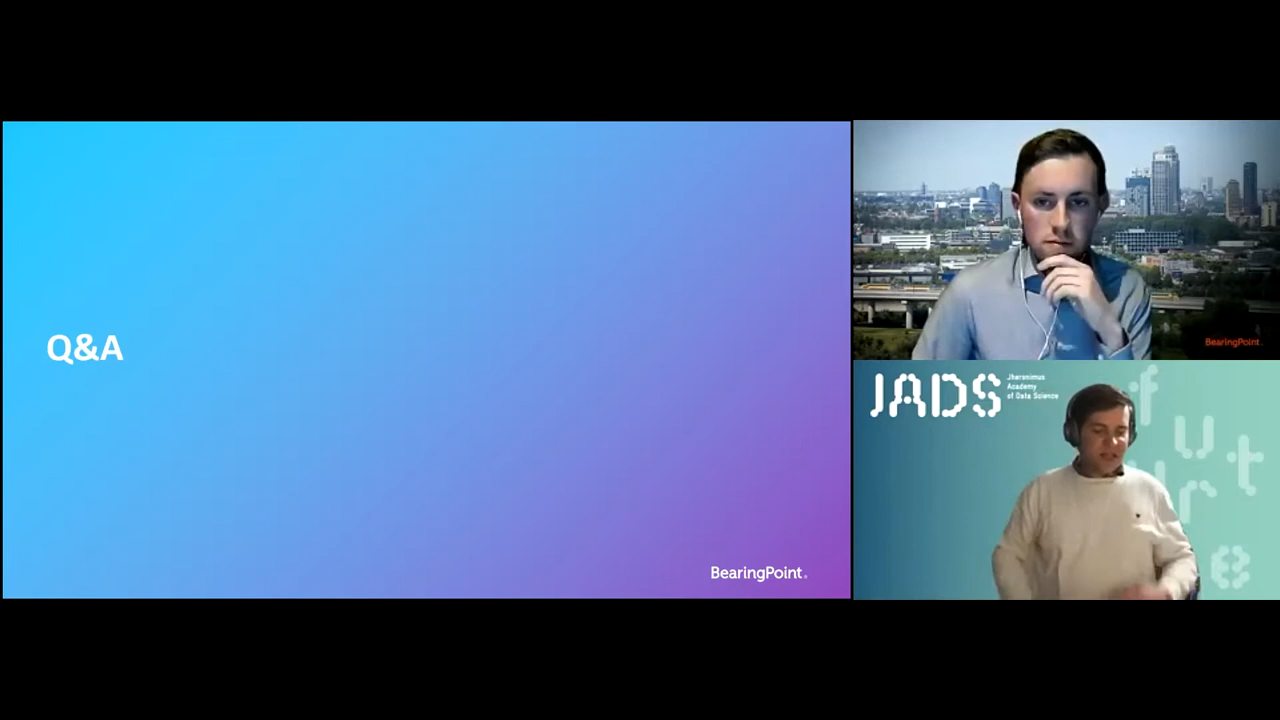 Q&A
BearingPoint.
BearingPoint.
JADS
Jheronimus
Academy
of Data Science
f
u
t
u
r
e